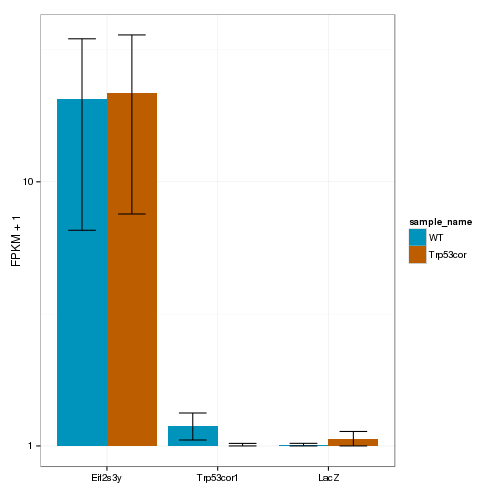 FPKM + 1
10
1
Eif2s3y
Trp53cor1
LacZ
sample_name
WT
Trp53cor